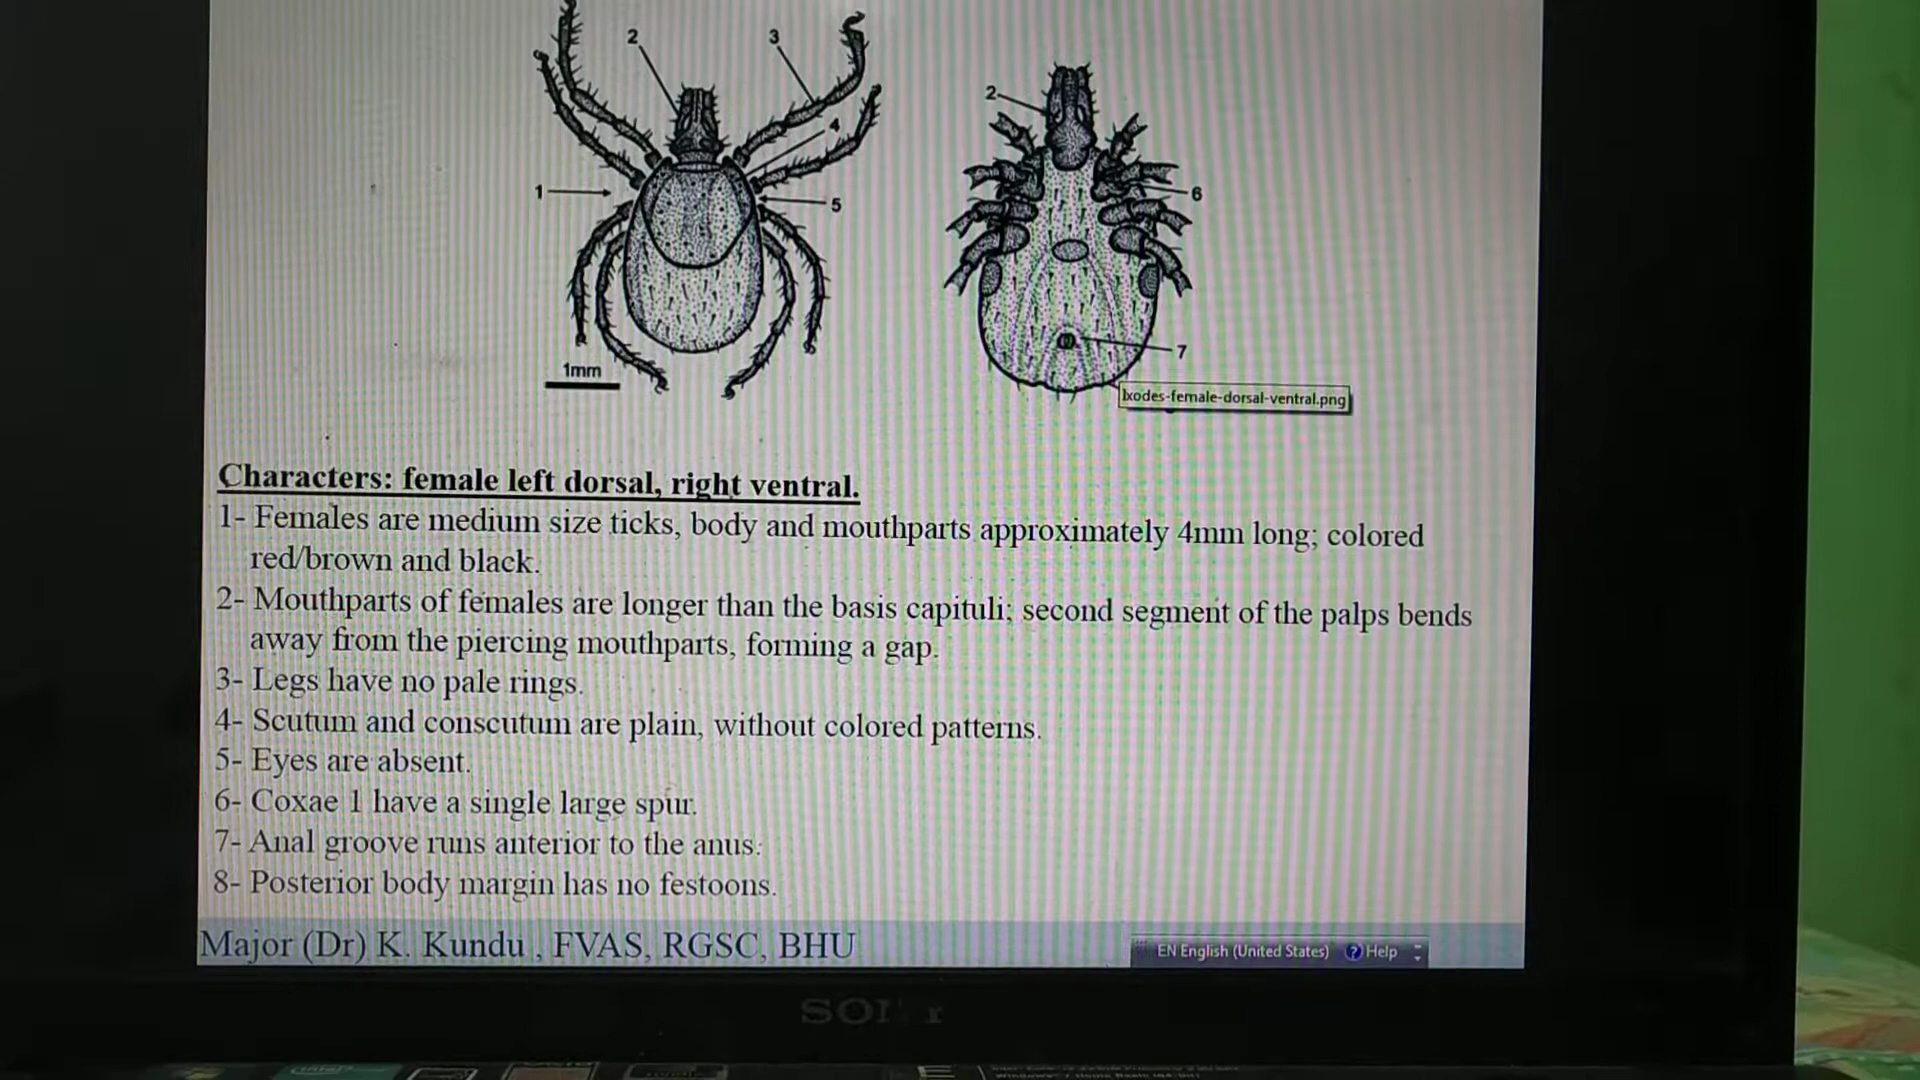 2
3
2
4
1
6
5
7
1mm
Ixodes-female-dorsal-ventral.png
Characters: female left dorsal, right ventral.
1- Females are medium size ticks, body and mouthparts approximately 4mm long; colored
red/brown and black.
2- Mouthparts of females are longer than the basis capituli; second segment of the palps bends
away from the piercing mouthparts, forming a gap.
3- Legs have no pale rings.
4- Scutum and conscutum are plain, without colored patterns.
5- Eyes are absent.
6- Coxae 1 have a single large spur.
7- Anal groove runs anterior to the anus.
8- Posterior body margin has no festoons.
Major (Dr) K. Kundu , FVAS, RGSC, BHU
EN English (United States) ? Help